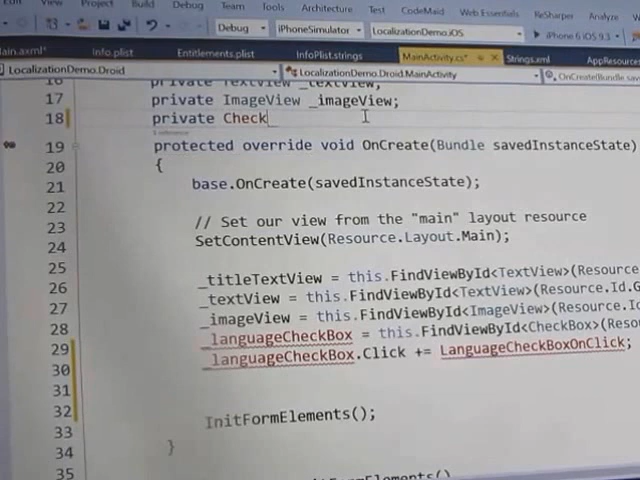 View Project Build Debug Team Tools Architecture Test CodeMaid Web Essentials ReSharper Analyze
Debug iPhoneSimulator LocalizationDemo.iOS iPhone 6 iOS 9.3
Main.axml* Info.plist Entitlements.plist InfoPlist.strings MainActivity.cs* Strings.xml AppResources
LocalizationDemo.Droid LocalizationDemo.Droid.MainActivity OnCreate(Bundle sav
16 private TextView _textView;
17 private ImageView _imageView;
18 private Check
19 protected override void OnCreate(Bundle savedInstanceState)
20 {
21 base.OnCreate(savedInstanceState);
22
23 // Set our view from the "main" layout resource
24 SetContentView(Resource.Layout.Main);
25
26 _titleTextView = this.FindViewById<TextView>(Resource
27 _textView = this.FindViewById<TextView>(Resource.Id.G
28 _imageView = this.FindViewById<ImageView>(Resource.Id
29 _languageCheckBox = this.FindViewById<CheckBox>(Reso
30 _languageCheckBox.Click += LanguageCheckBoxOnClick;
31
32 InitFormElements();
33
34 }
35